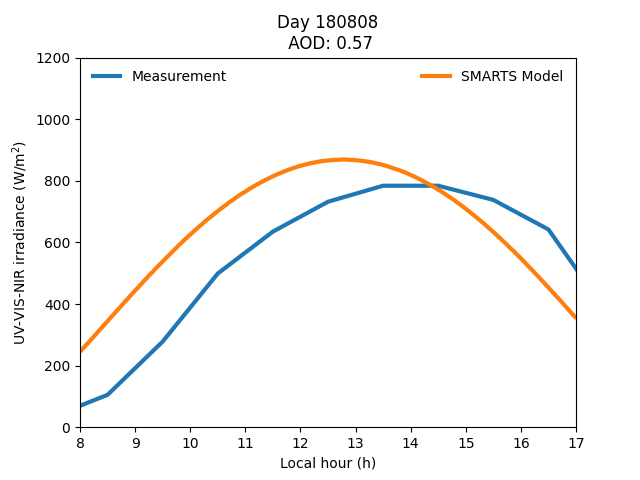 Day 180808
AOD: 0.57
1200
1000
800
600
400
200
0
UV-VIS-NIR irradiance (W/m²)
Measurement
SMARTS Model
8 9 10 11 12 13 14 15 16 17
Local hour (h)